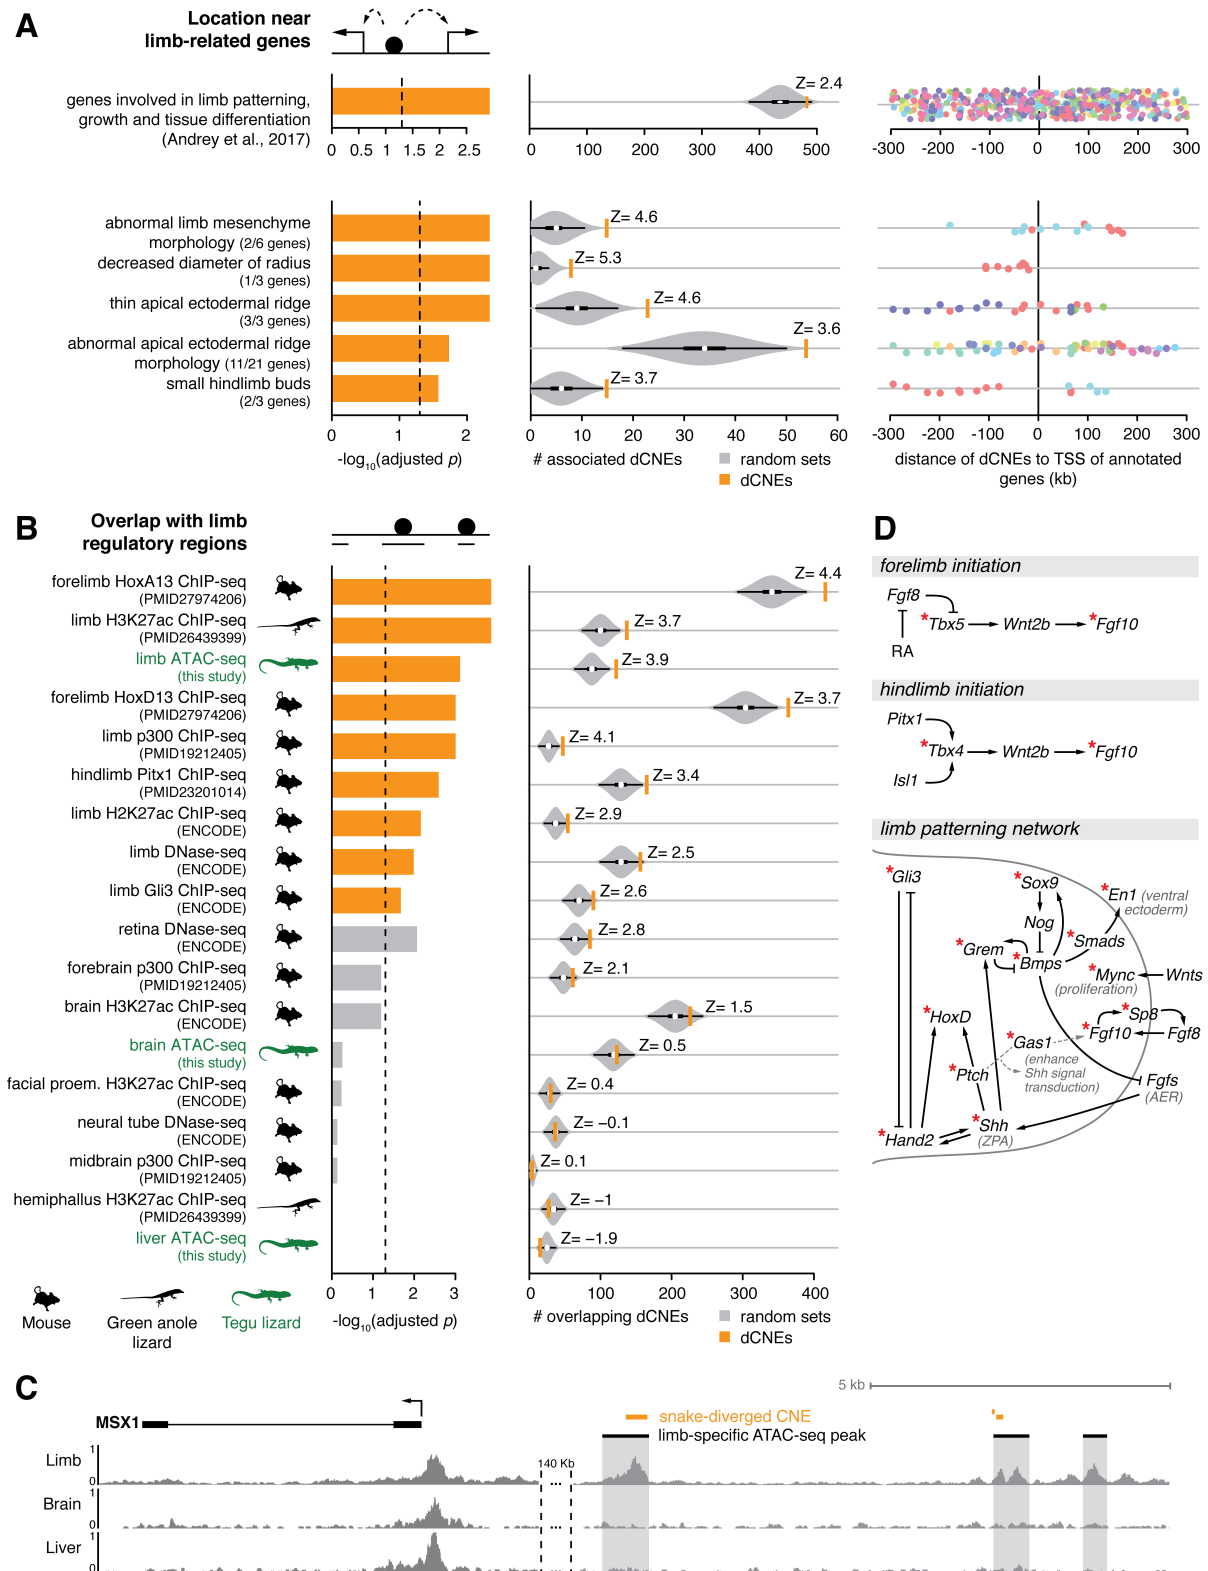 A
Location near
limb-related genes
genes involved in limb patterning,
growth and tissue differentiation
(Andrey et al., 2017)
0 0.5 1 1.5 2 2.5
Z= 2.4
0 100 200 300 400 500
-300 -200 -100 0 100 200 300
abnormal limb mesenchyme
morphology (2/6 genes)
Z= 4.6
decreased diameter of radius
(1/3 genes)
Z= 5.3
thin apical ectodermal ridge
(3/3 genes)
Z= 4.6
abnormal apical ectodermal ridge
morphology (11/21 genes)
Z= 3.6
small hindlimb buds
(2/3 genes)
Z= 3.7
0 1 2
-log10(adjusted p)
0 10 20 30 40 50 60
# associated dCNEs
random sets
dCNEs
-300 -200 -100 0 100 200 300
distance of dCNEs to TSS of annotated
genes (kb)
B
Overlap with limb
regulatory regions
forelimb HoxA13 ChIP-seq
(PMID27974206)
Z= 4.4
limb H3K27ac ChIP-seq
(PMID26439399)
Z= 3.7
limb ATAC-seq
(this study)
Z= 3.9
forelimb HoxD13 ChIP-seq
(PMID27974206)
Z= 3.7
limb p300 ChIP-seq
(PMID19212405)
Z= 4.1
hindlimb Pitx1 ChIP-seq
(PMID23201014)
Z= 3.4
limb H2K27ac ChIP-seq
(ENCODE)
Z= 2.9
limb DNase-seq
(ENCODE)
Z= 2.5
limb Gli3 ChIP-seq
(ENCODE)
Z= 2.6
retina DNase-seq
(ENCODE)
Z= 2.8
forebrain p300 ChIP-seq
(PMID19212405)
Z= 2.1
brain H3K27ac ChIP-seq
(ENCODE)
Z= 1.5
brain ATAC-seq
(this study)
Z= 0.5
facial proem. H3K27ac ChIP-seq
(ENCODE)
Z= 0.4
neural tube DNase-seq
(ENCODE)
Z= −0.1
midbrain p300 ChIP-seq
(PMID19212405)
Z= 0.1
hemiphallus H3K27ac ChIP-seq
(PMID26439399)
Z= −1
liver ATAC-seq
(this study)
Z= −1.9
Mouse
Green anole
lizard
Tegu lizard
0 1 2 3
-log10(adjusted p)
0 100 200 300 400
# overlapping dCNEs
random sets
dCNEs
D
forelimb initiation
Fgf8
*Tbx5 Wnt2b *Fgf10
RA
hindlimb initiation
Pitx1
*Tbx4 Wnt2b *Fgf10
Isl1
limb patterning network
*Gli3
*Sox9
*En1 (ventral
ectoderm)
Nog
*Smads
*Grem
*Bmps
*Mync
Wnts
(proliferation)
*HoxD
*Sp8
*Fgf10
Fgf8
*Gas1
(enhance
Shh signal
transduction)
*Ptch
Fgfs
(AER)
*Shh
(ZPA)
*Hand2
C
5 kb
MSX1
snake-diverged CNE
limb-specific ATAC-seq peak
Limb
1
0
140 Kb
...
Brain
1
0
...
Liver
1
0
...